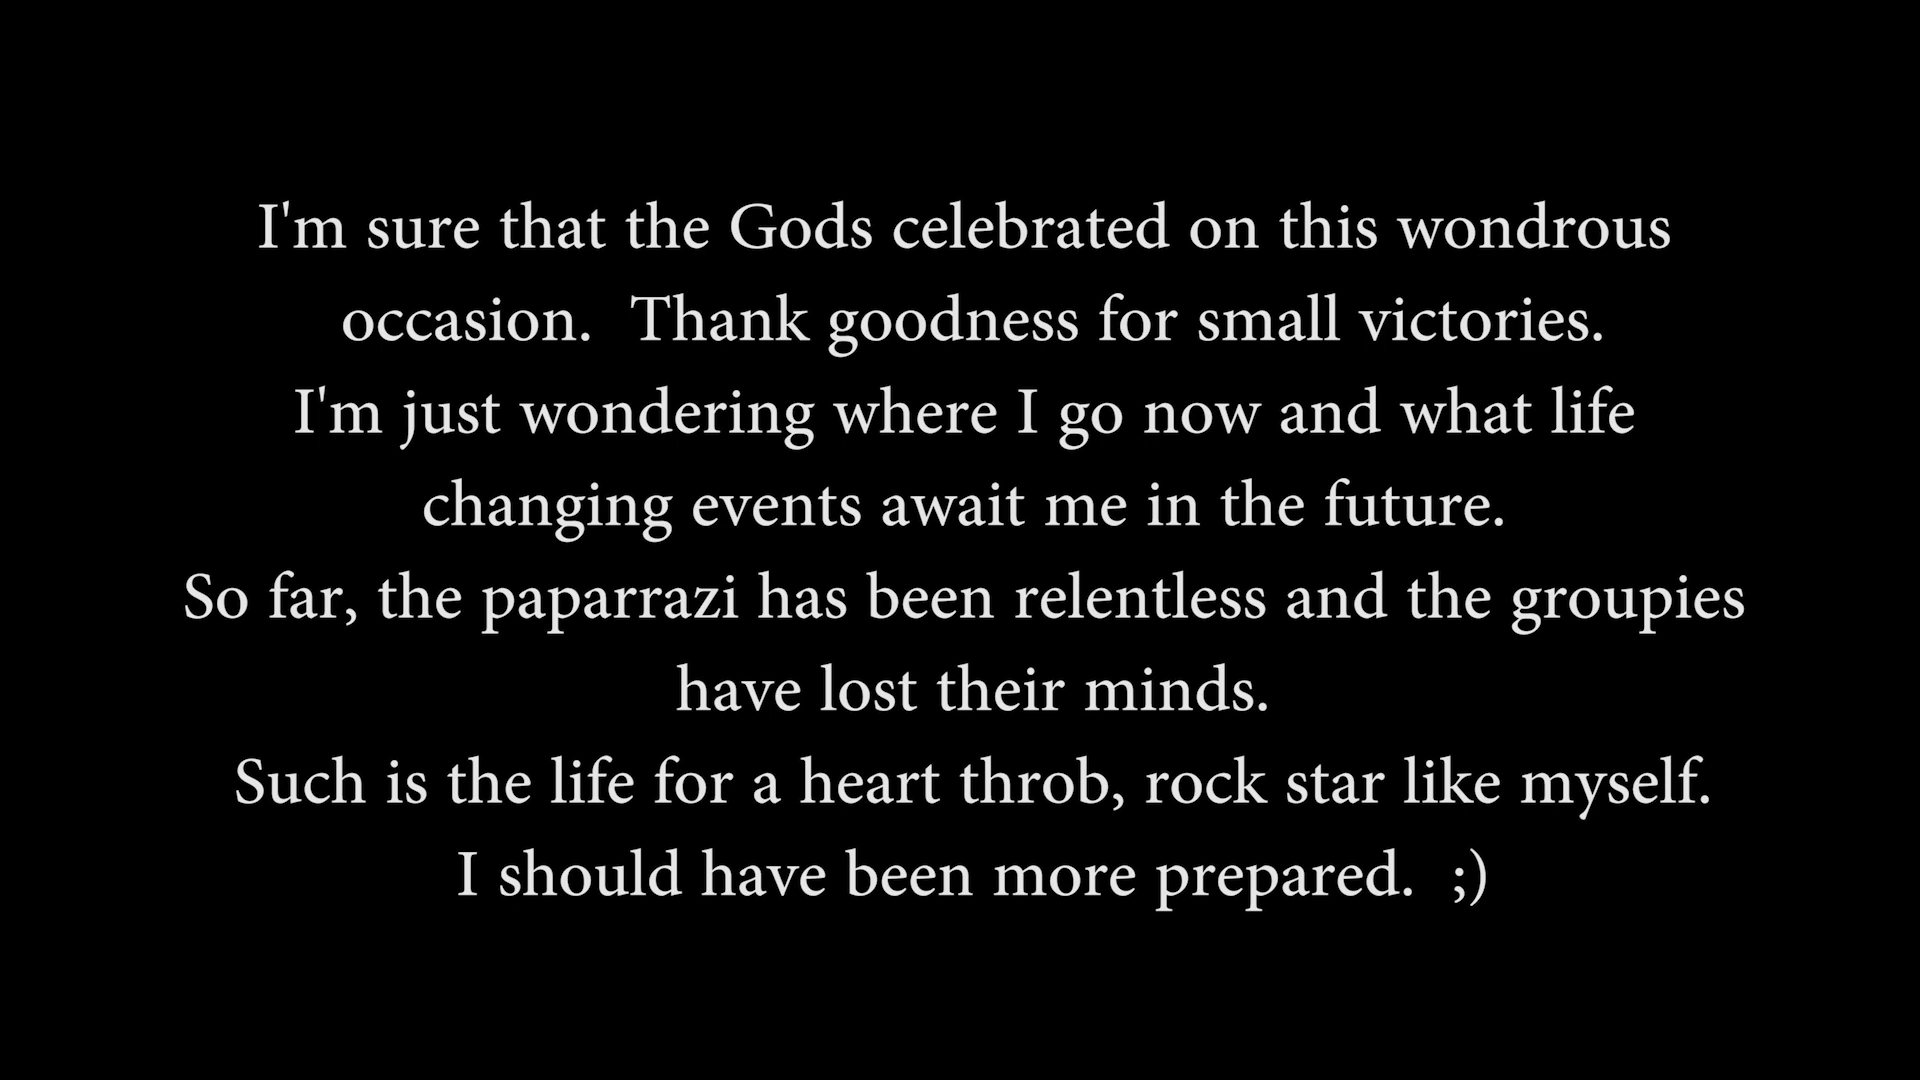 I'm sure that the Gods celebrated on this wondrous
occasion.  Thank goodness for small victories.
I'm just wondering where I go now and what life
changing events await me in the future.
So far, the paparrazi has been relentless and the groupies
have lost their minds.
Such is the life for a heart throb, rock star like myself.
I should have been more prepared.  ;)